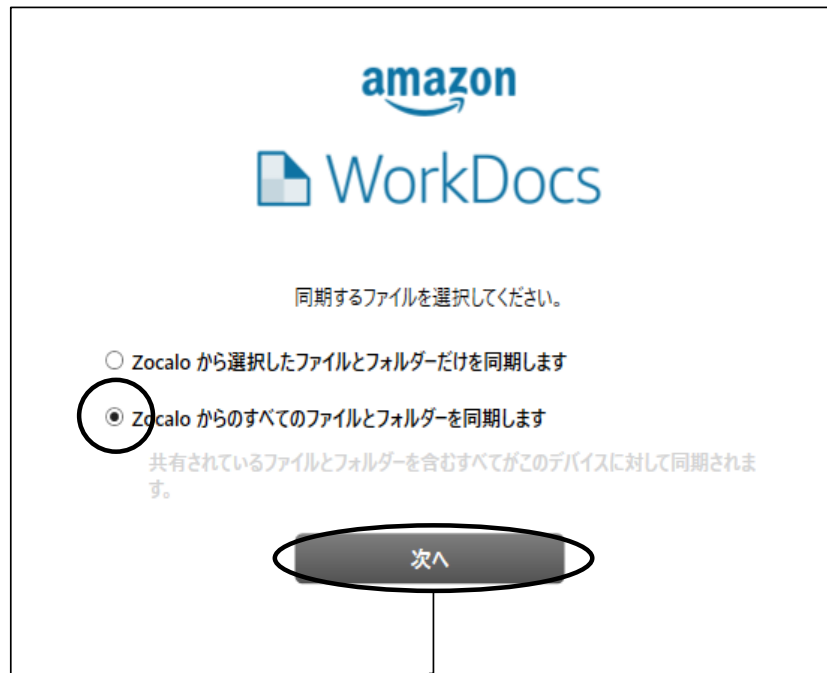 amazon
WorkDocs
同期するファイルを選択してください。
Zocalo から選択したファイルとフォルダーだけを同期します
Zocalo からのすべてのファイルとフォルダーを同期します
共有されているファイルとフォルダーを含むすべてがこのデバイスに対して同期されま
す。
次へ